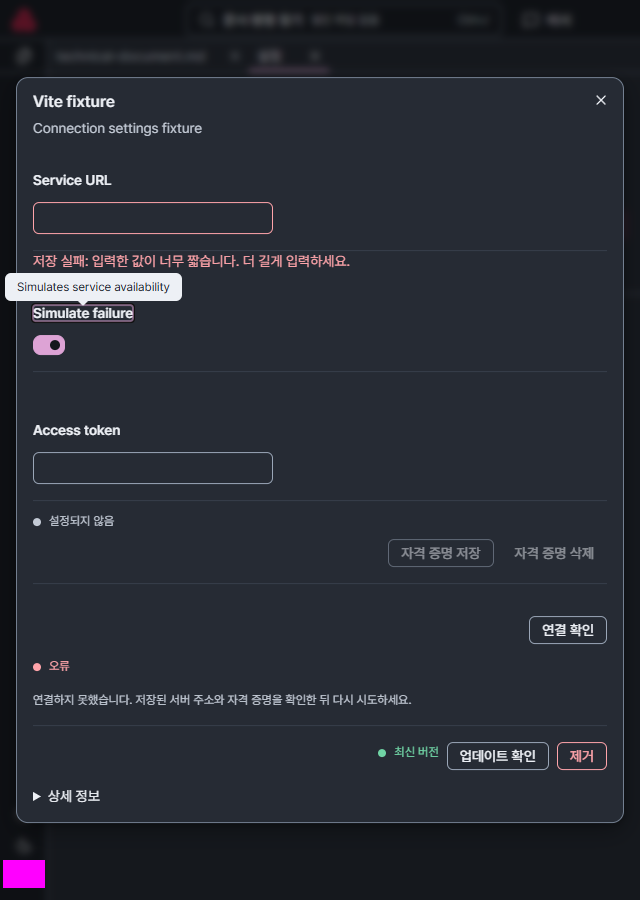 Vite fixture
Connection settings fixture
Service URL
저장 실패: 입력한 값이 너무 짧습니다. 더 길게 입력하세요.
Simulates service availability
Simulate failure
Access token
설정되지 않음
자격 증명 저장
자격 증명 삭제
연결 확인
오류
연결하지 못했습니다. 저장된 서버 주소와 자격 증명을 확인한 뒤 다시 시도하세요.
최신 버전
업데이트 확인
제거
상세 정보